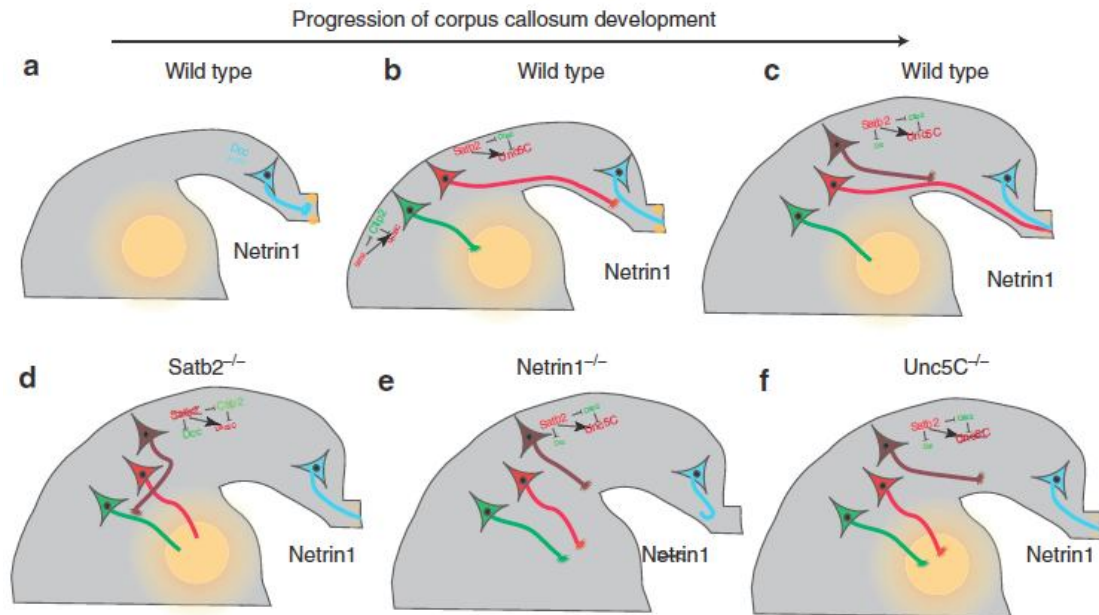 Progression of corpus callosum development
a
Wild type
b
Wild type
c
Wild type
Dcc
Netrin1
Satb2
Unc5C
Ctip2
Netrin1
Satb2
Unc5C
Netrin1
d
Satb2–/–
e
Netrin1–/–
f
Unc5C–/–
Satb2
Ctip2
Dcc
Netrin1
Satb2
Unc5C
Netrin1
Satb2
Unc5C
Netrin1